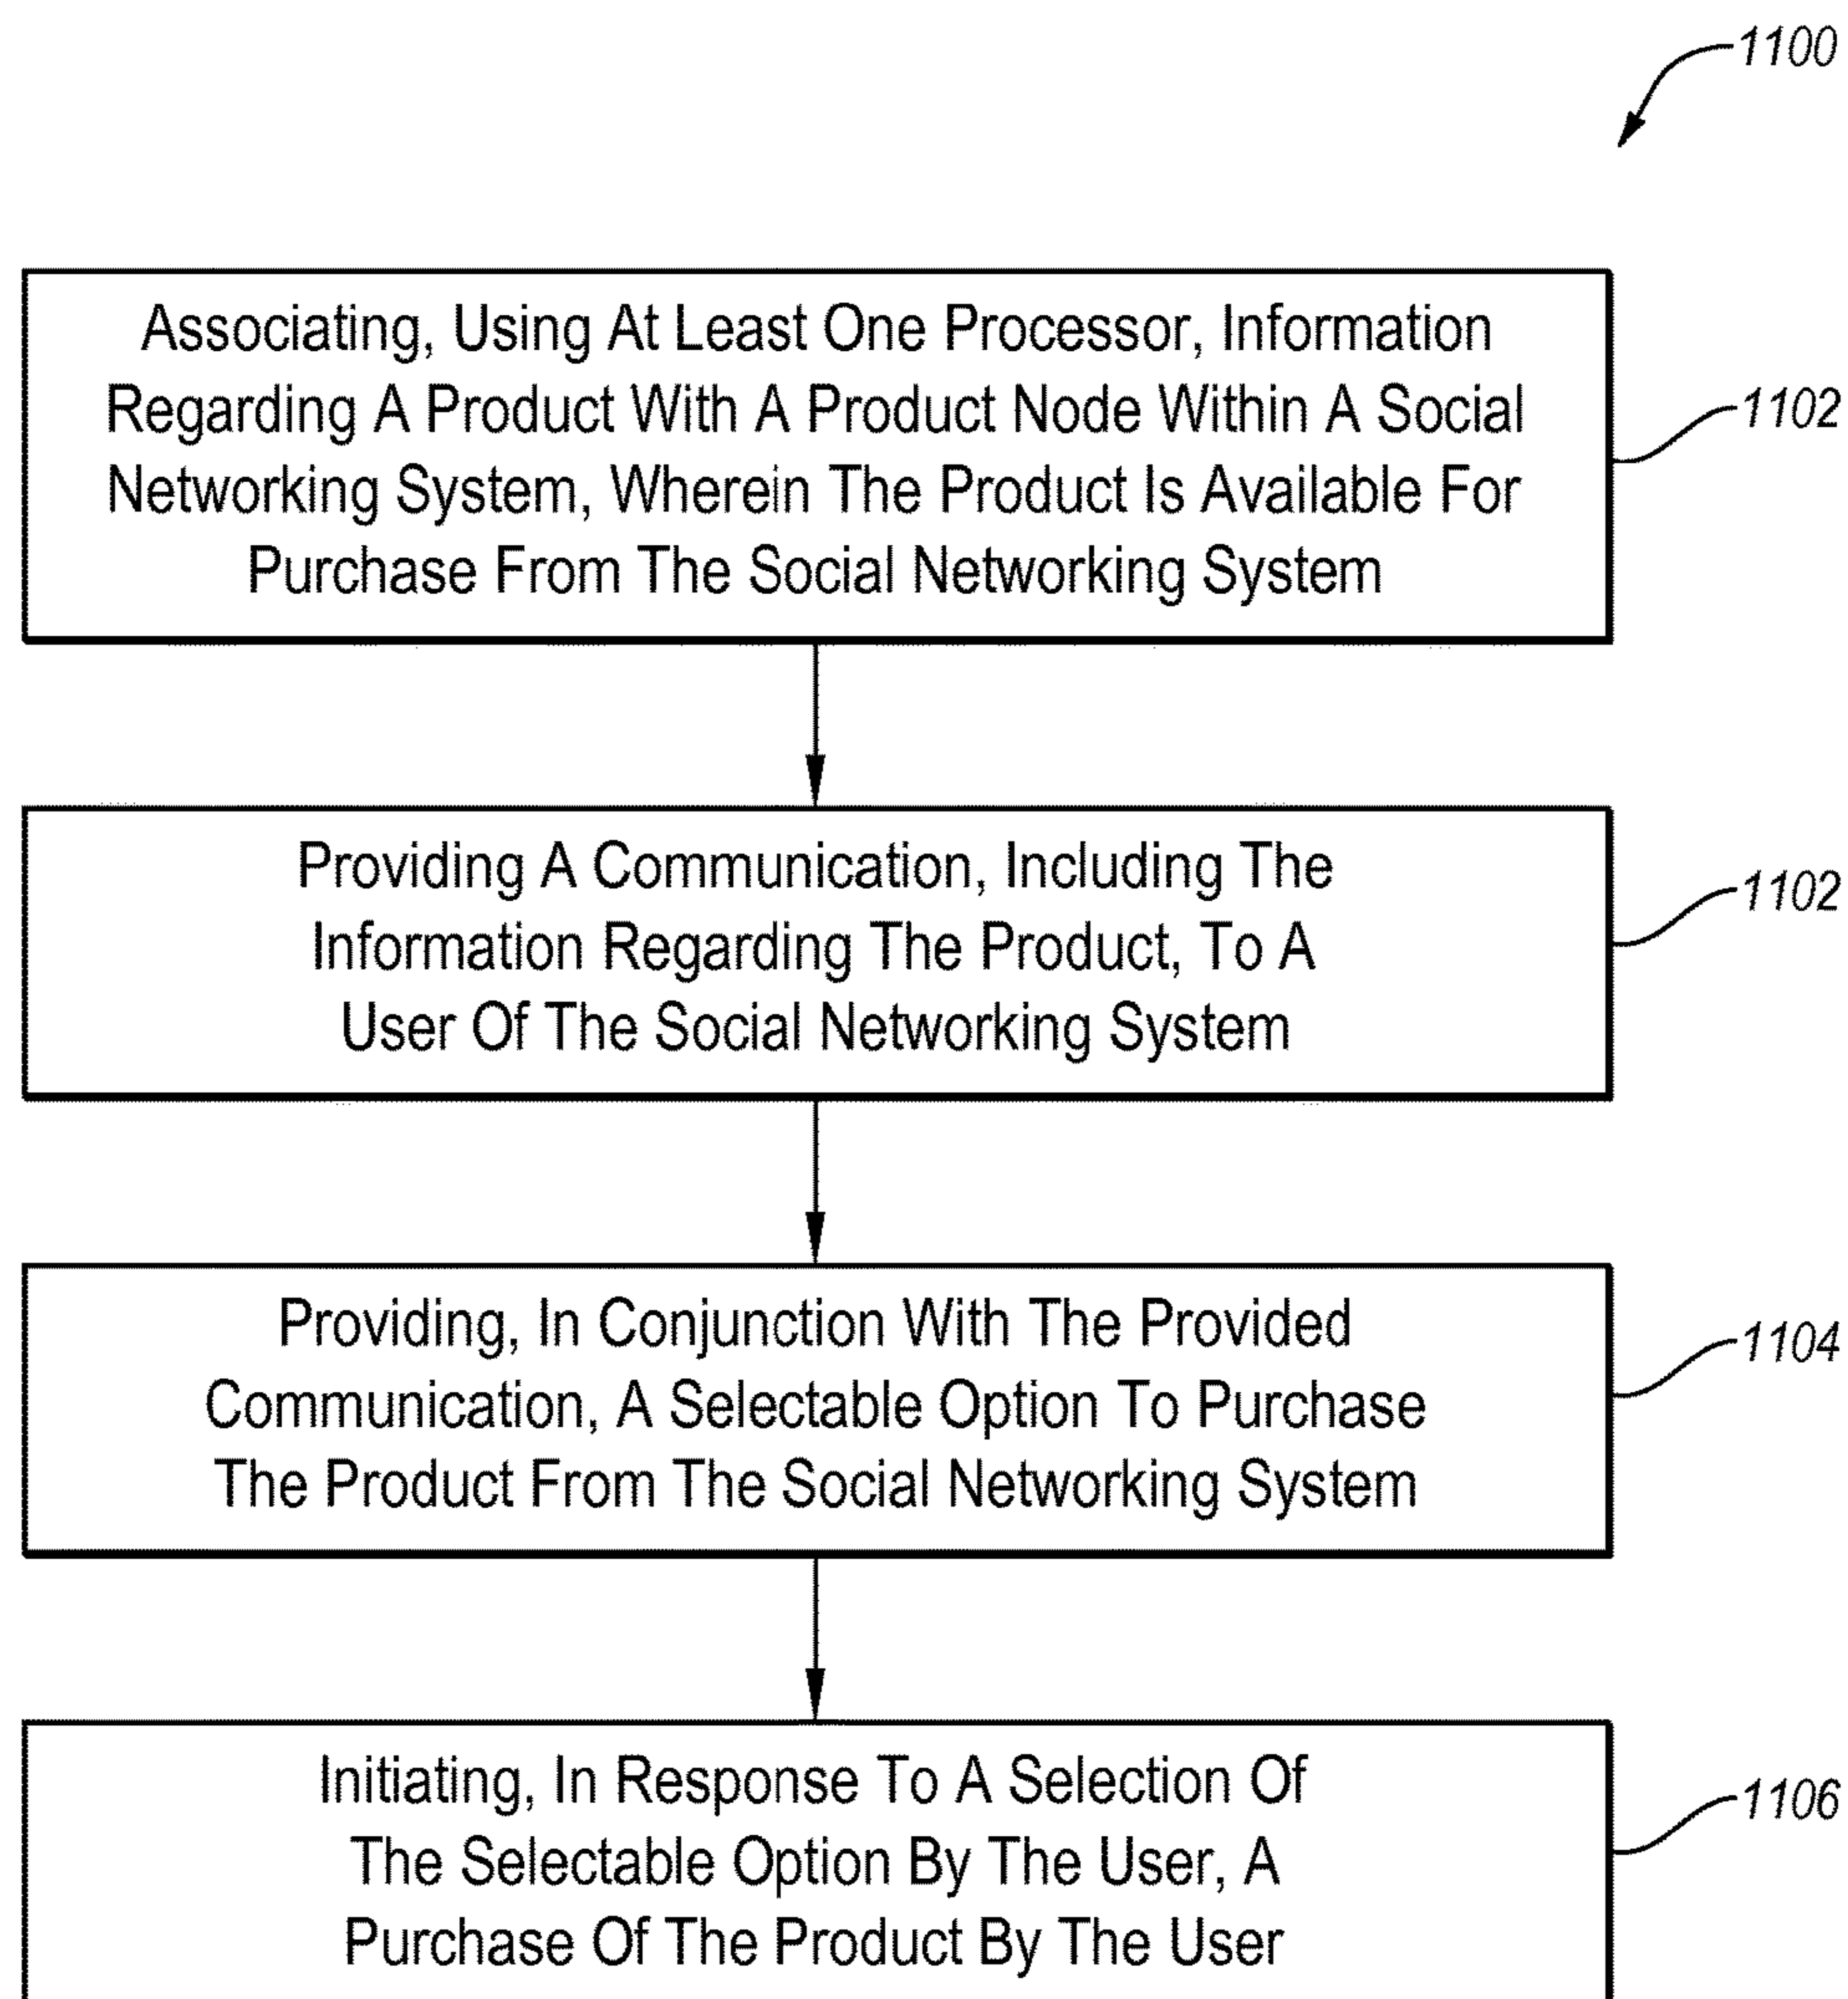 1100
Associating, Using At Least One Processor, Information
Regarding A Product With A Product Node Within A Social
Networking System, Wherein The Product Is Available For
Purchase From The Social Networking System
1102
Providing A Communication, Including The
Information Regarding The Product, To A
User Of The Social Networking System
1102
Providing, In Conjunction With The Provided
Communication, A Selectable Option To Purchase
The Product From The Social Networking System
1104
Initiating, In Response To A Selection Of
The Selectable Option By The User, A
Purchase Of The Product By The User
1106